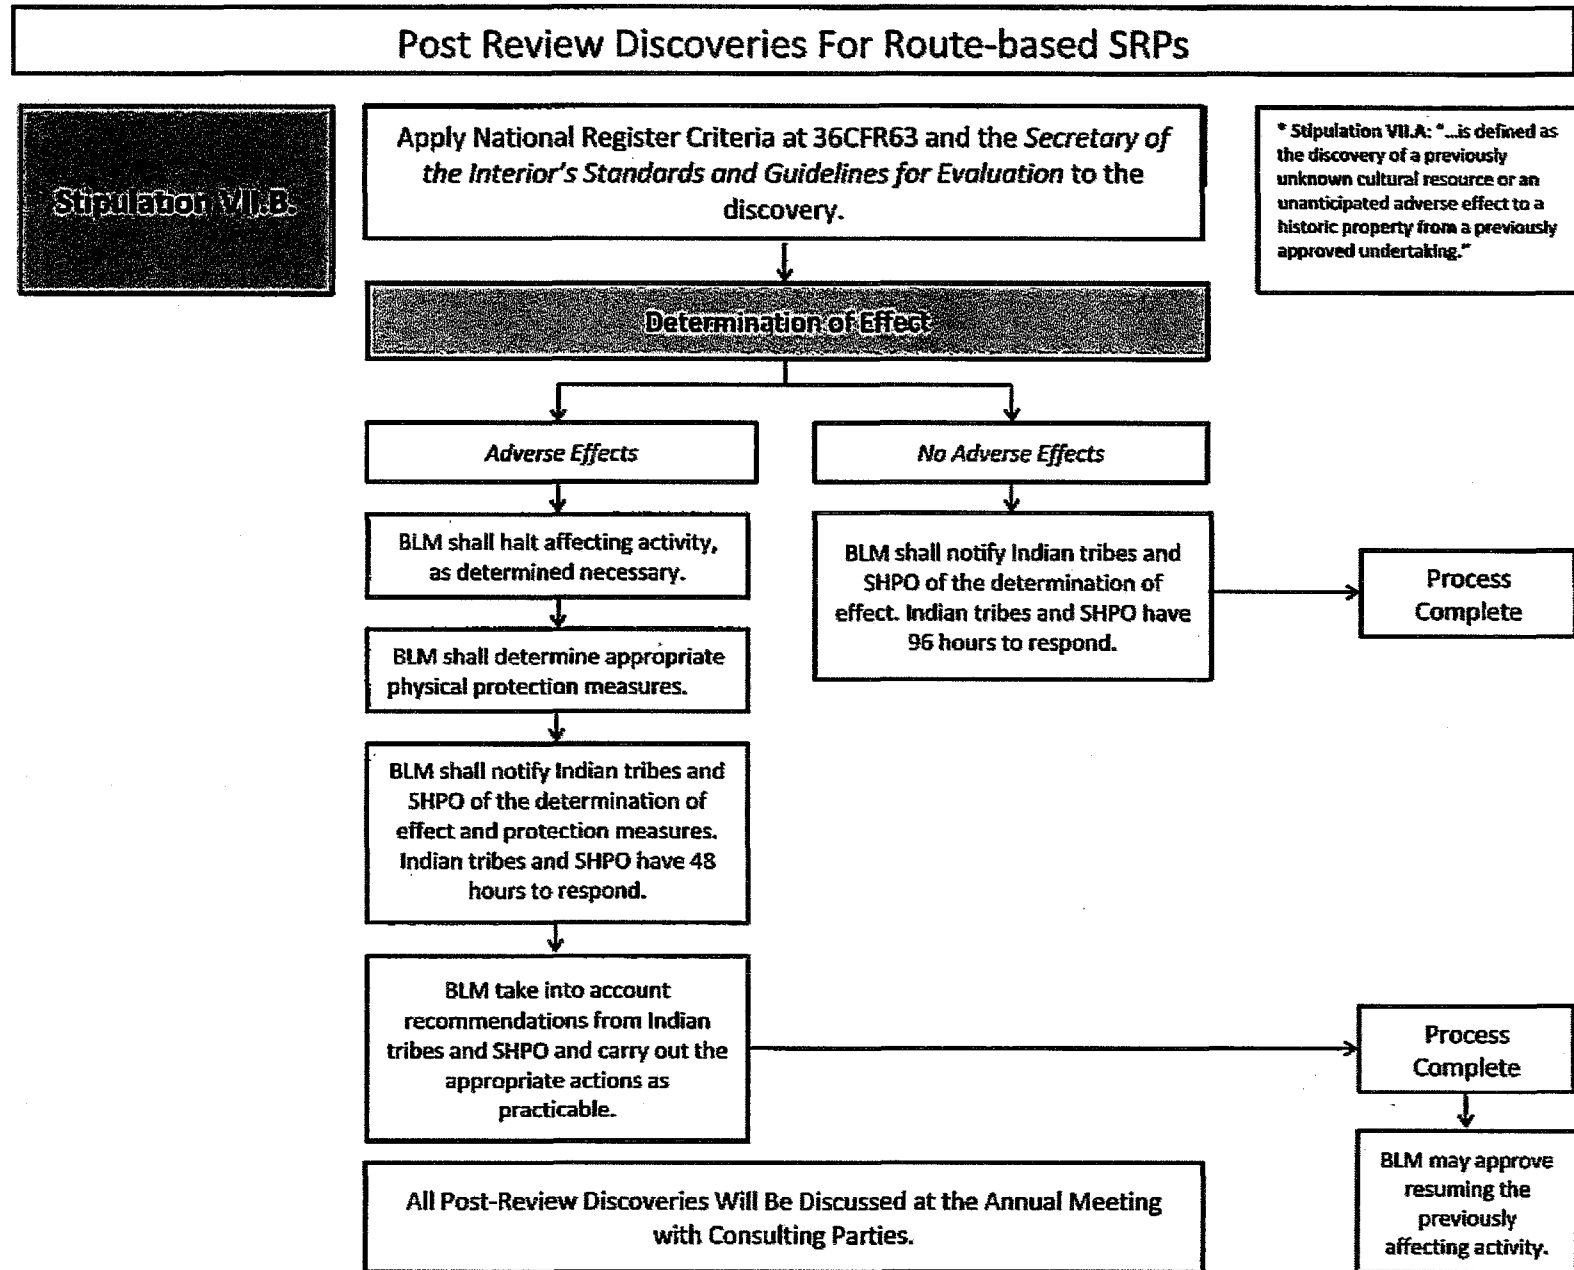 Post Review Discoveries For Route-based SRPs
Stipulation VII.B.
Apply National Register Criteria at 36CFR63 and the Secretary of
the Interior's Standards and Guidelines for Evaluation to the
discovery.
* Stipulation VII.A: "...is defined as
the discovery of a previously
unknown cultural resource or an
unanticipated adverse effect to a
historic property from a previously
approved undertaking."
Determination of Effect
Adverse Effects
No Adverse Effects
BLM shall halt affecting activity,
as determined necessary.
BLM shall determine appropriate
physical protection measures.
BLM shall notify Indian tribes and
SHPO of the determination of
effect and protection measures.
Indian tribes and SHPO have 48
hours to respond.
BLM take into account
recommendations from Indian
tribes and SHPO and carry out the
appropriate actions as
practicable.
BLM shall notify Indian tribes and
SHPO of the determination of
effect. Indian tribes and SHPO have
96 hours to respond.
Process
Complete
Process
Complete
BLM may approve
resuming the
previously
affecting activity.
All Post-Review Discoveries Will Be Discussed at the Annual Meeting
with Consulting Parties.